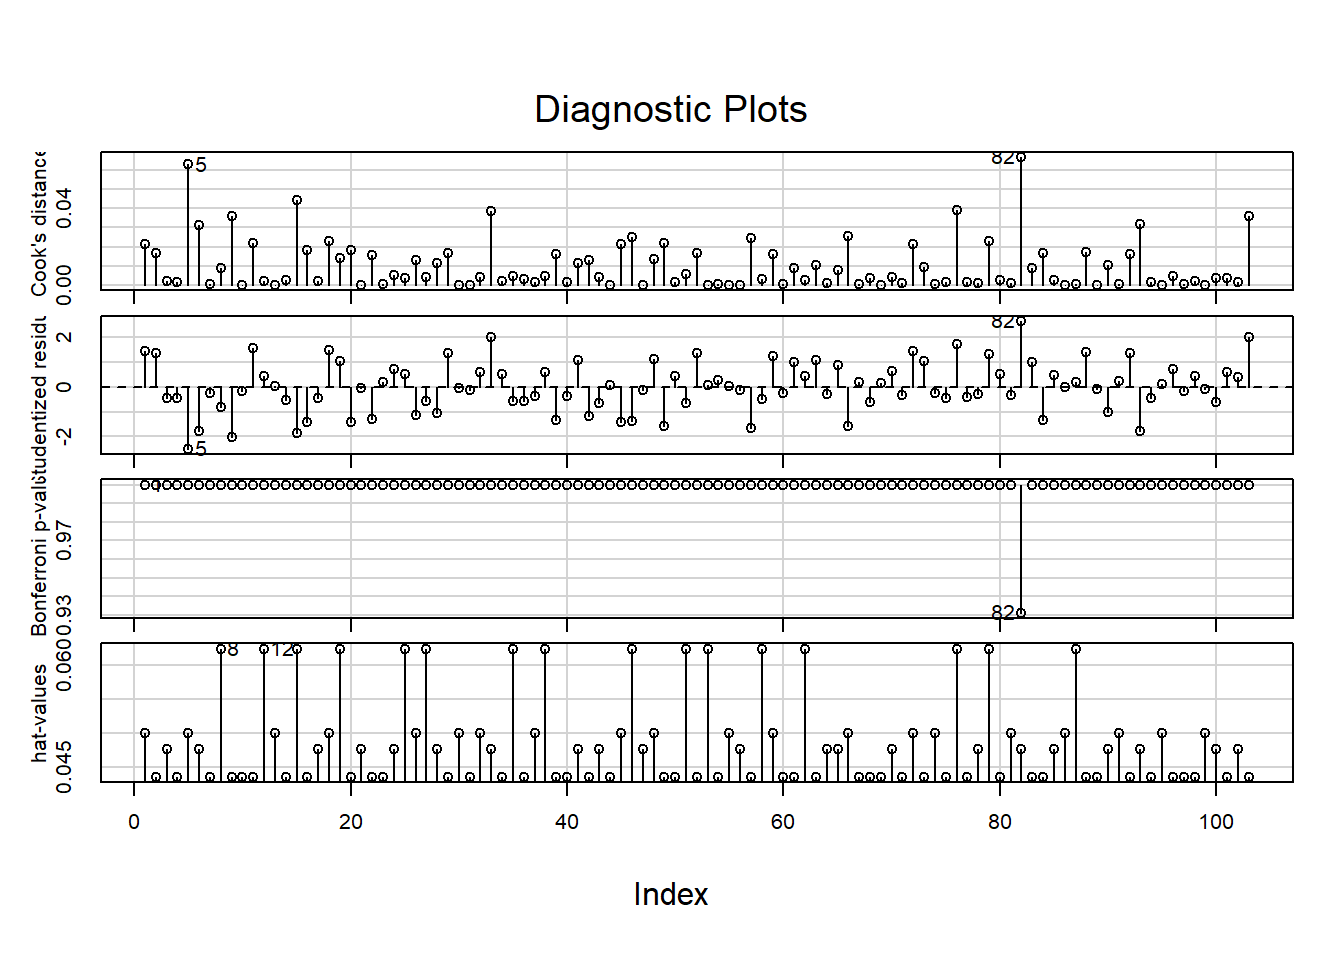 Diagnostic Plots
Cook's distance
0.00 0.04
5
82
tudentized residu
-2 0 2
5
82
Bonferroni p-valu
0.93 0.97
1
82
hat-values
0.045 0.060
8
12
0 20 40 60 80 100
Index